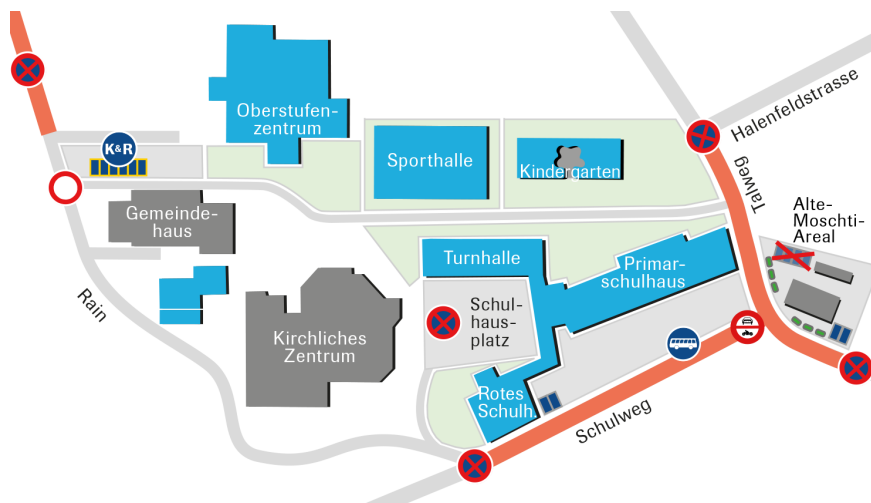 Oberstufen-
zentrum
K&R
Sporthalle
Kindergarten
Halenfeldstrasse
Talweg
Alte-
Moschti-
Areal
Gemeinde-
haus
Turnhalle
Primar-
schulhaus
Rain
Schul-
haus-
platz
Kirchliches
Zentrum
Rotes
Schulh.
Schulweg